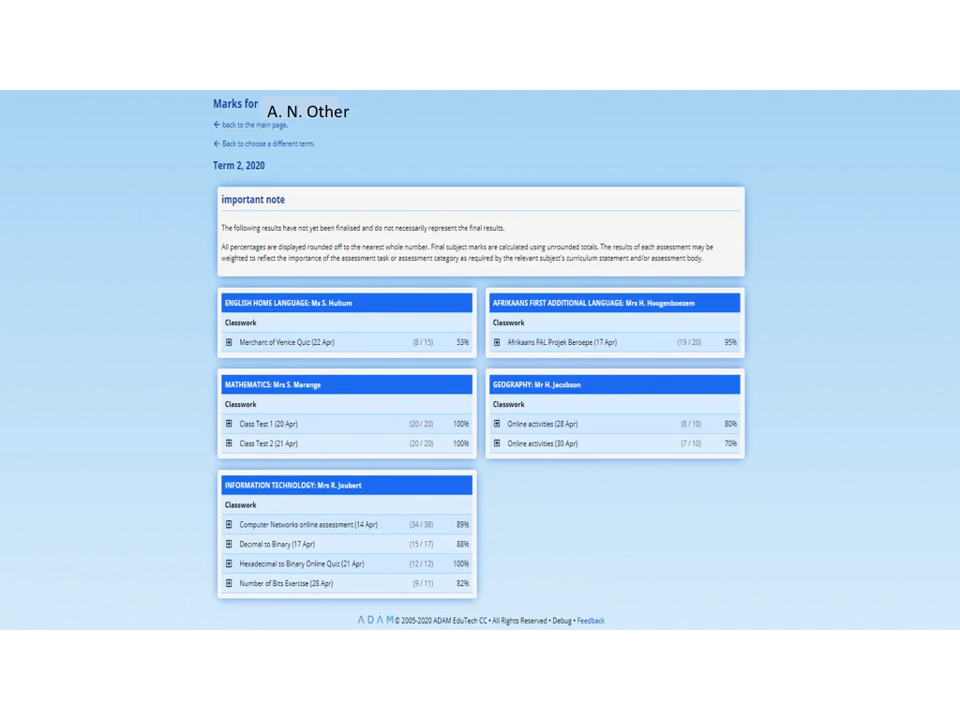 Marks for A. N. Other
← back to the main page.
← Back to choose a different term.
Term 2, 2020
important note
The following results have not yet been finalised and do not necessarily represent the final results.
All percentages are displayed rounded off to the nearest whole number. Final subject marks are calculated using unrounded totals. The results of each assessment may be
weighted to reflect the importance of the assessment task or assessment category as required by the relevant subject's curriculum statement and/or assessment body.
ENGLISH HOME LANGUAGE: Ms S. Hultum
Classwork
Merchant of Venice Quiz (22 Apr) (8 / 15) 53%
AFRIKAANS FIRST ADDITIONAL LANGUAGE: Mrs H. Hoogenboezem
Classwork
Afrikaans FAL Projek Beroepe (17 Apr) (19 / 20) 95%
MATHEMATICS: Mrs S. Marange
Classwork
Class Test 1 (20 Apr) (20 / 20) 100%
Class Test 2 (21 Apr) (20 / 20) 100%
GEOGRAPHY: Mr H. Jacobson
Classwork
Online activities (28 Apr) (8 / 10) 80%
Online activities (30 Apr) (7 / 10) 70%
INFORMATION TECHNOLOGY: Mrs R. Joubert
Classwork
Computer Networks online assessment (14 Apr) (34 / 38) 89%
Decimal to Binary (17 Apr) (15 / 17) 88%
Hexadecimal to Binary Online Quiz (21 Apr) (12 / 12) 100%
Number of Bits Exercise (28 Apr) (9 / 11) 82%
ADAM © 2005-2020 ADAM EduTech CC • All Rights Reserved • Debug • Feedback